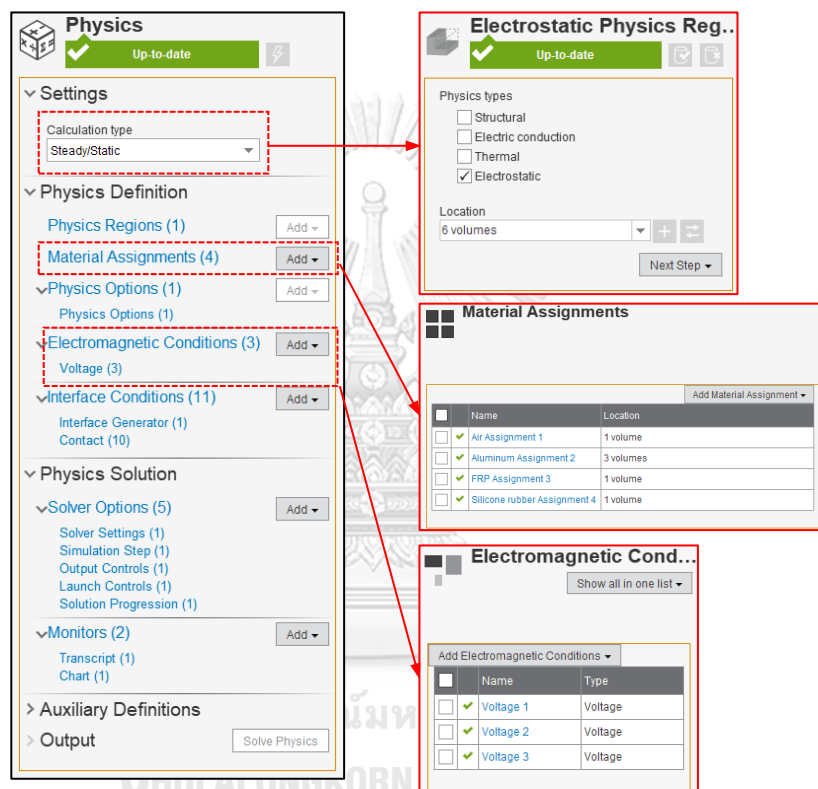 Physics
Up-to-date
Settings
Calculation type
Steady/Static
Physics Definition
Physics Regions (1)
Add
Material Assignments (4)
Add
Physics Options (1)
Add
Physics Options (1)
Electromagnetic Conditions (3)
Add
Voltage (3)
Interface Conditions (11)
Add
Interface Generator (1)
Contact (10)
Physics Solution
Solver Options (5)
Add
Solver Settings (1)
Simulation Step (1)
Output Controls (1)
Launch Controls (1)
Solution Progression (1)
Monitors (2)
Add
Transcript (1)
Chart (1)
Auxiliary Definitions
Output
Solve Physics
Electrostatic Physics Reg..
Up-to-date
Physics types
Structural
Electric conduction
Thermal
Electrostatic
Location
6 volumes
Next Step
Material Assignments
Add Material Assignment
Name Location
Air Assignment 1 1 volume
Aluminum Assignment 2 3 volumes
FRP Assignment 3 1 volume
Silicone rubber Assignment 4 1 volume
Electromagnetic Cond...
Show all in one list
Add Electromagnetic Conditions
Name Type
Voltage 1 Voltage
Voltage 2 Voltage
Voltage 3 Voltage